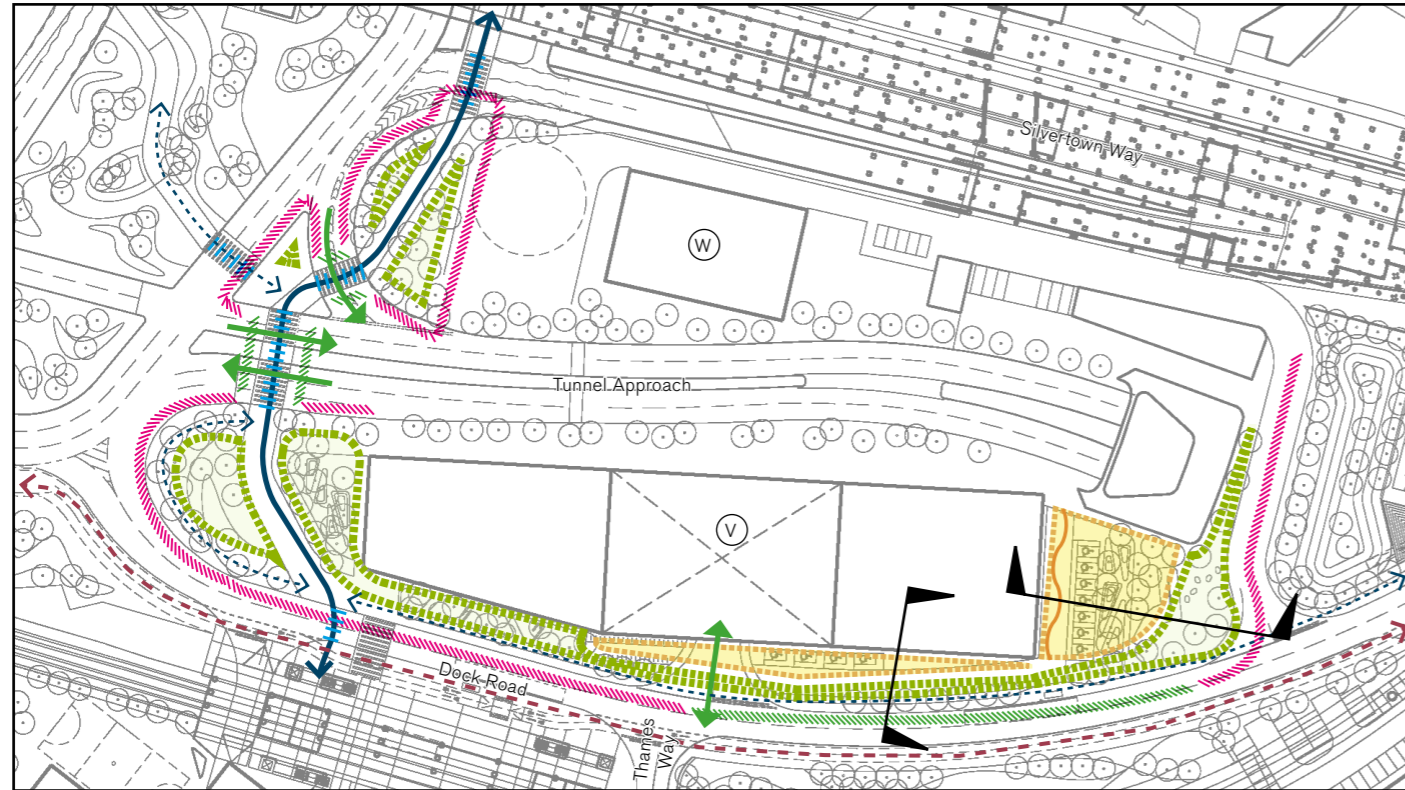 Silvertown Way
W
Tunnel Approach
V
Dock Road
Thames
Way